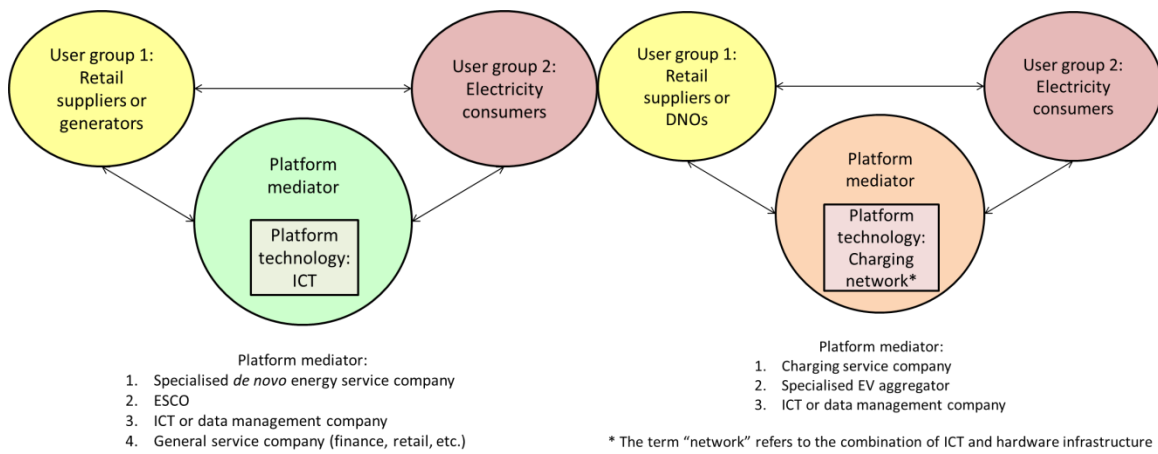 User group 1:
Retail
suppliers or
generators
User group 2:
Electricity
consumers
Platform
mediator
Platform
technology:
ICT
Platform mediator:
1. Specialised de novo energy service company
2. ESCO
3. ICT or data management company
4. General service company (finance, retail, etc.)
User group 1:
Retail
suppliers or
DNOs
User group 2:
Electricity
consumers
Platform
mediator
Platform
technology:
Charging
network*
Platform mediator:
1. Charging service company
2. Specialised EV aggregator
3. ICT or data management company
* The term “network” refers to the combination of ICT and hardware infrastructure